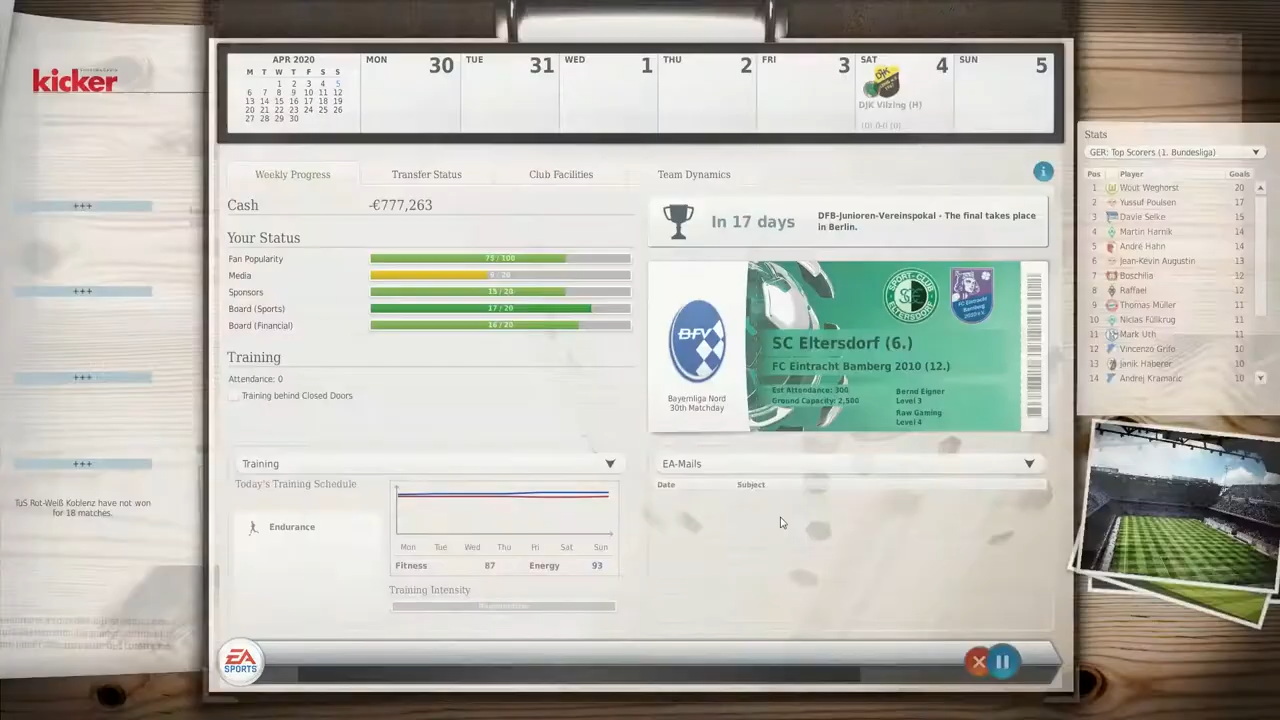 kicker
APR 2020
M T W T F S S
1 2 3 4 5
6 7 8 9 10 11 12
13 14 15 16 17 18 19
20 21 22 23 24 25 26
27 28 29 30
MON 30
TUE 31
WED 1
THU 2
FRI 3
SAT 4
SUN 5
DJK
DJK Vilzing (H)
Weekly Progress
Transfer Status
Club Facilities
Team Dynamics
Cash -€777,263
Your Status
Fan Popularity 75 / 100
Media
Sponsors 15 / 20
Board (Sports) 17 / 20
Board (Financial) 16 / 20
Training
Attendance: 0
Training behind Closed Doors
In 17 days
DFB-Junioren-Vereinspokal - The final takes place
in Berlin.
BFV
Bayernliga Nord
30th Matchday
SPORT-CLUB
ELTERSDORF
FC Eintracht
Bamberg
2010 e.V.
SC Eltersdorf (6.)
FC Eintracht Bamberg 2010 (12.)
Est Attendance: 300
Ground Capacity: 2,500
Bernd Eigner
Level 3
Raw Gaming
Level 4
Training
Today's Training Schedule
Endurance
Mon Tue Wed Thu Fri Sat Sun
Fitness 87 Energy 93
Training Intensity
EA-Mails
Date Subject
+++
+++
+++
+++
TuS Rot-Weiß Koblenz have not won
for 18 matches.
Stats
GER: Top Scorers (1. Bundesliga)
Pos Player Goals
1 Wout Weghorst 20
2 Yussuf Poulsen 17
3 Davie Selke 15
4 Martin Harnik 14
5 André Hahn 14
6 Jean-Kévin Augustin 13
7 Boschilia 12
8 Raffael 12
9 Thomas Müller 11
10 Niclas Füllkrug 11
11 Mark Uth 11
12 Vincenzo Grifo 10
13 Janik Haberer 10
14 Andrej Kramaric 10
EA
SPORTS